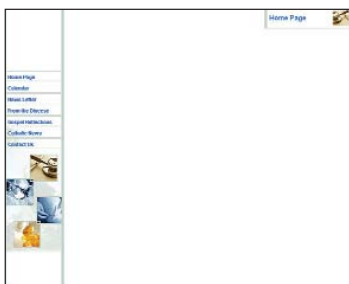 Home Page
Home Page
Calendar
News Letter
From the Diocese
Gospel Reflections
Catholic News
Contact Us